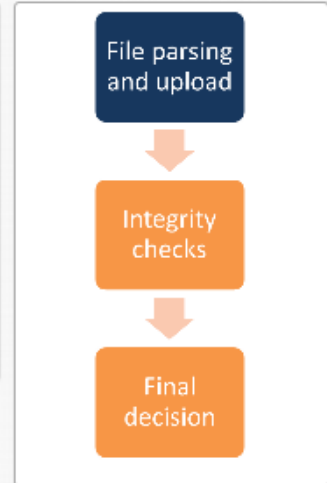 File parsing
and upload
Integrity
checks
Final
decision